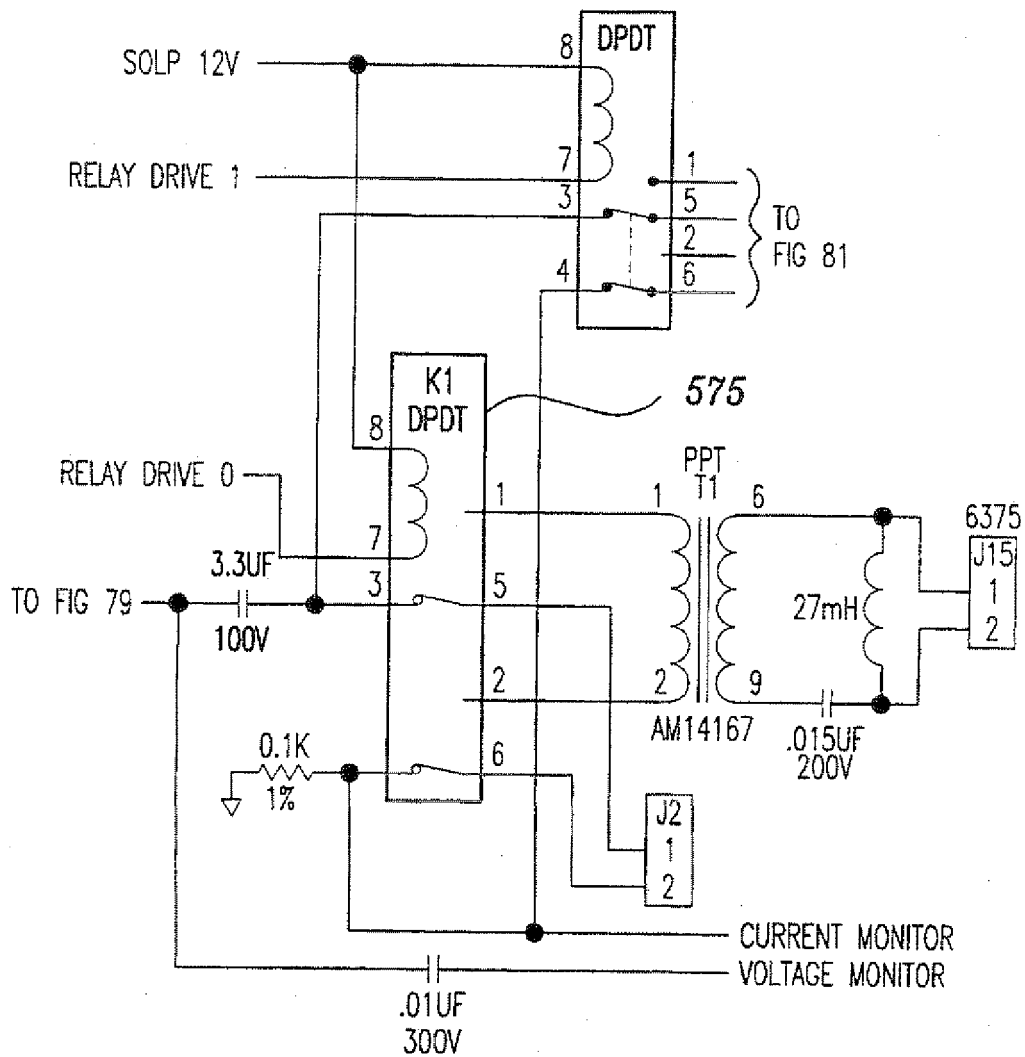 DPDT
SOLP 12V
8
RELAY DRIVE 1
7
1
3
5
TO
FIG 81
2
4
6
K1
DPDT
575
8
RELAY DRIVE 0
7
1
PPT
T1
1
6
6375
J15
1
2
3.3UF
100V
TO FIG 79
3
5
27mH
2
2
9
AM14167
.015UF
200V
0.1K
1%
6
J2
1
2
CURRENT MONITOR
VOLTAGE MONITOR
.01UF
300V